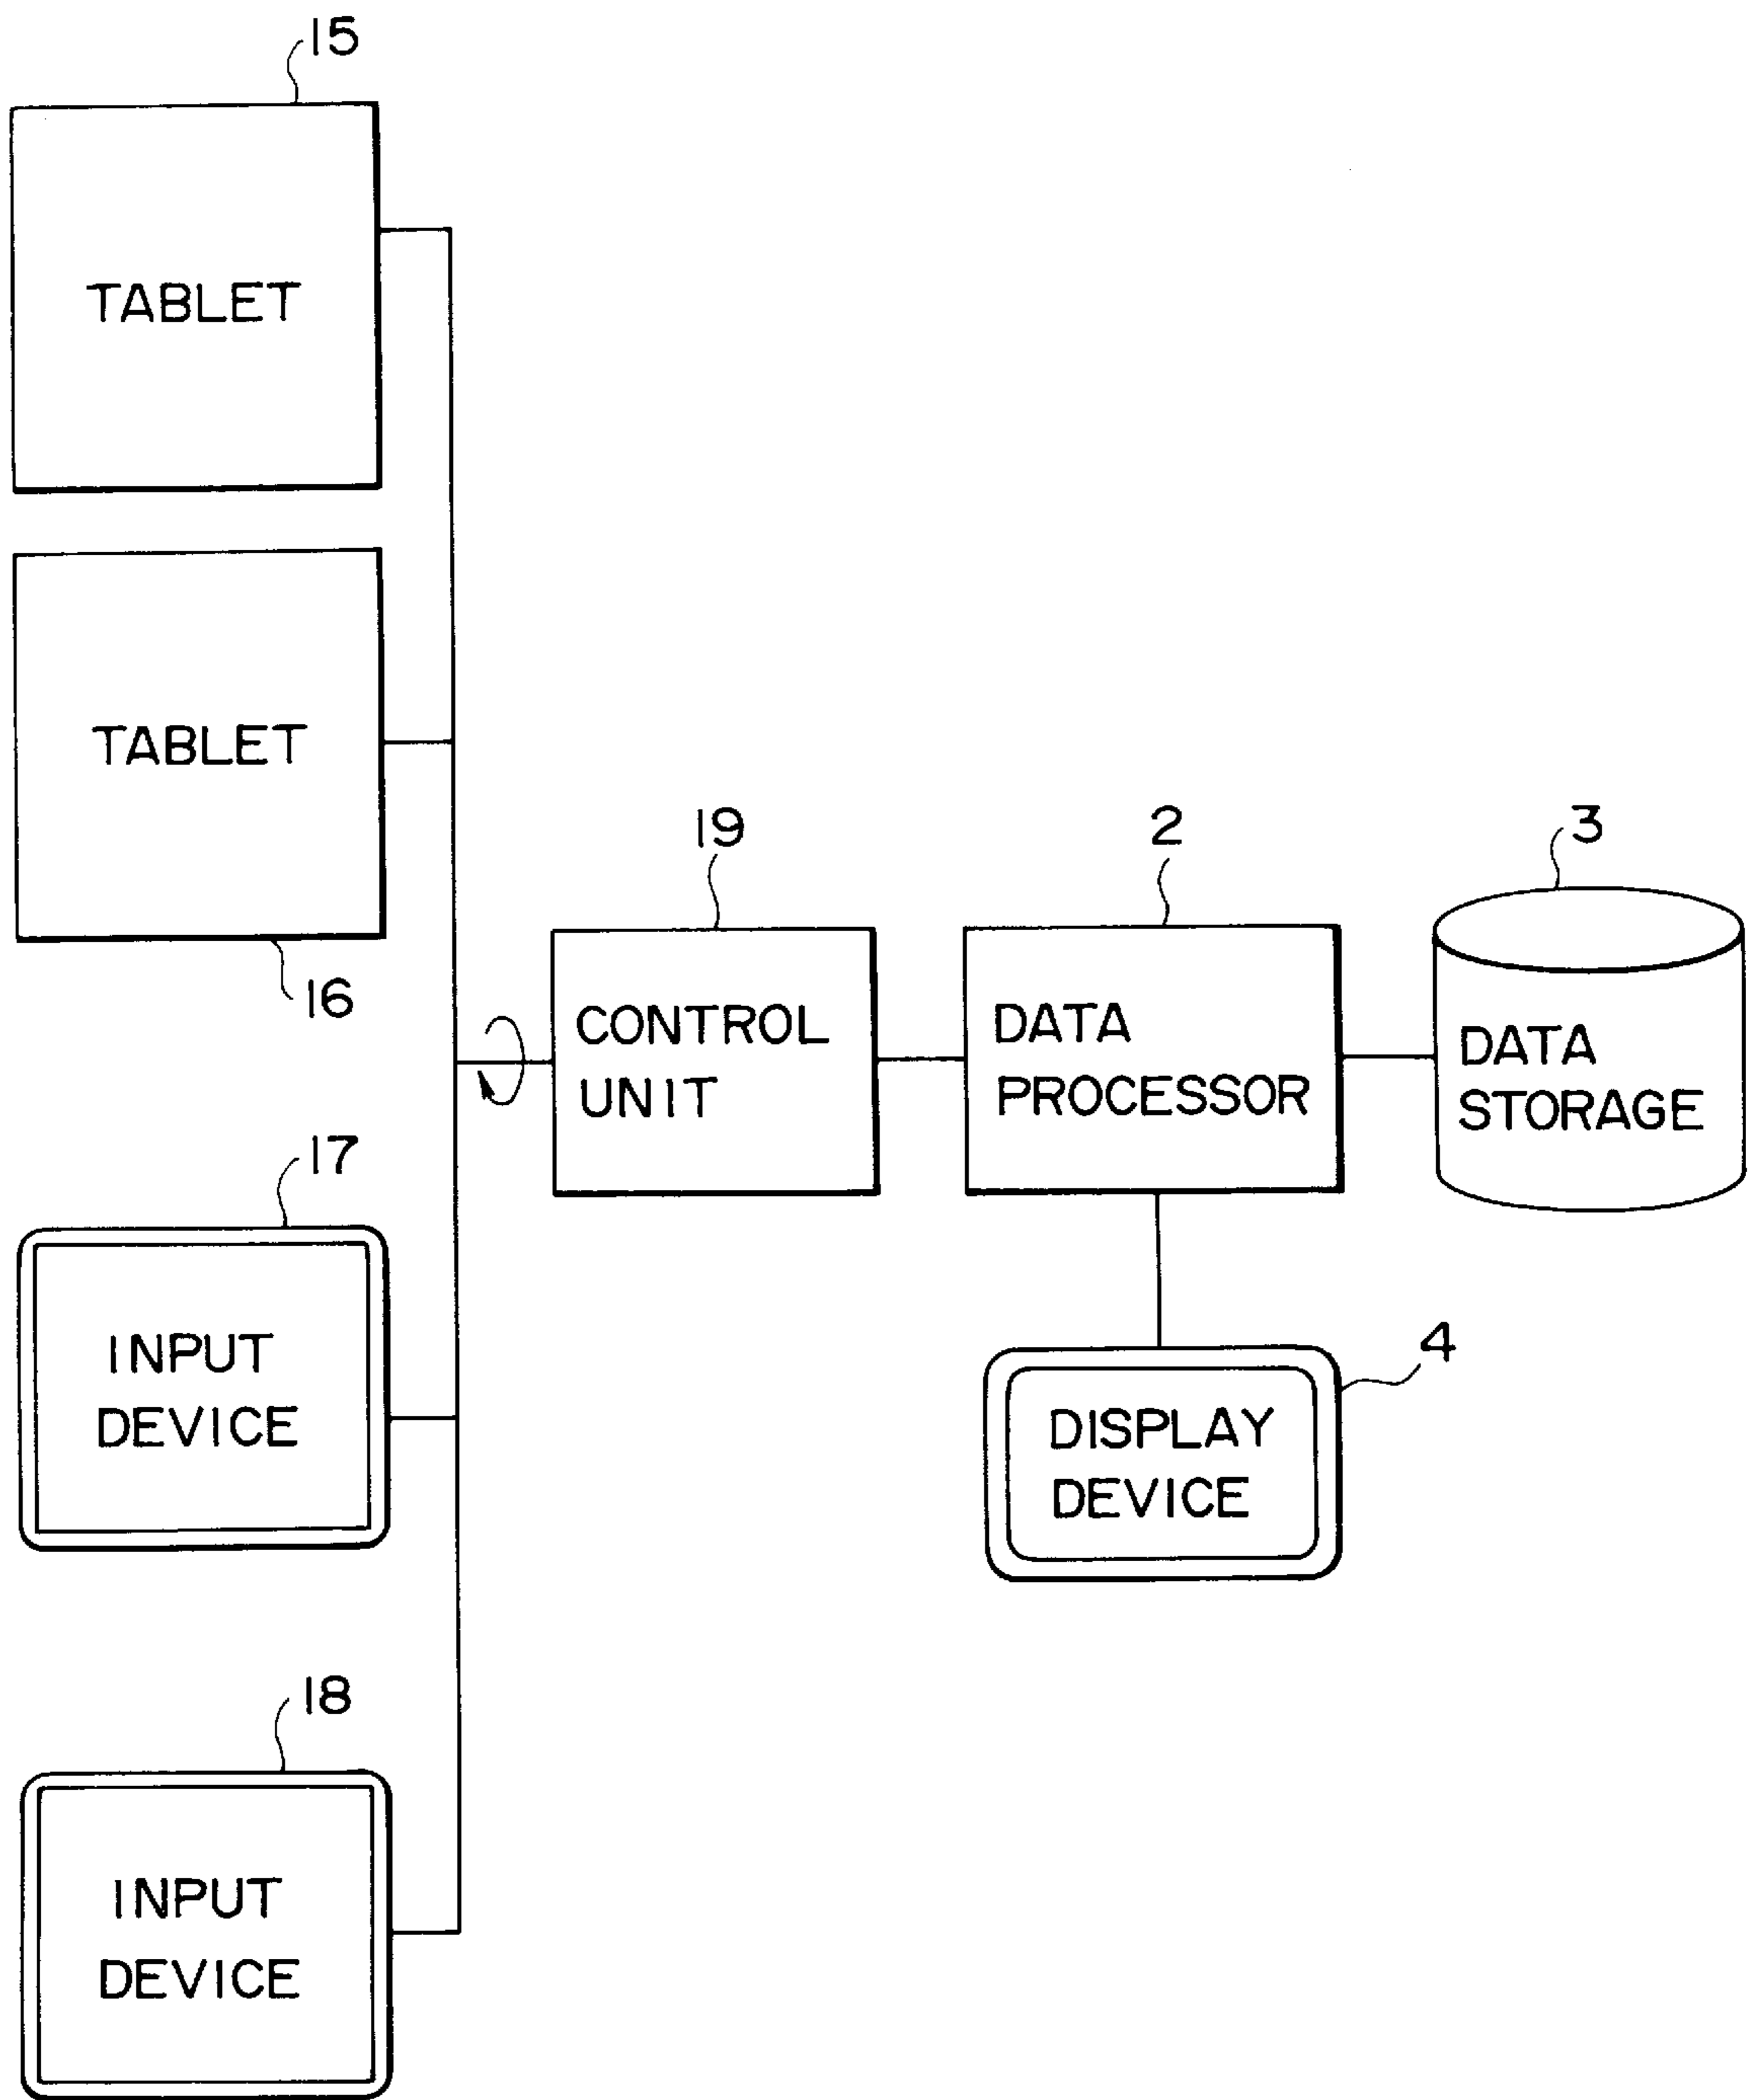 15
TABLET
TABLET
16
19
CONTROL
UNIT
2
DATA
PROCESSOR
3
DATA
STORAGE
17
INPUT
DEVICE
4
DISPLAY
DEVICE
18
INPUT
DEVICE